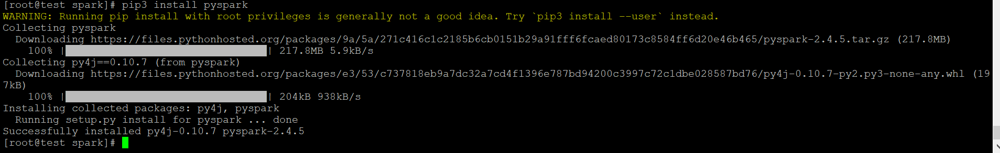 [root@test spark]# pip3 install pyspark
WARNING: Running pip install with root privileges is generally not a good idea. Try `pip3 install --user` instead.
Collecting pyspark
  Downloading https://files.pythonhosted.org/packages/9a/5a/271c416c1c2185b6cb0151b29a91fff6fcaed80173c8584ff6d20e46b465/pyspark-2.4.5.tar.gz (217.8MB)
    100% |████████████████████████████████| 217.8MB 5.9kB/s
Collecting py4j==0.10.7 (from pyspark)
  Downloading https://files.pythonhosted.org/packages/e3/53/c737818eb9a7dc32a7cd4f1396e787bd94200c3997c72c1dbe028587bd76/py4j-0.10.7-py2.py3-none-any.whl (19
7kB)
    100% |████████████████████████████████| 204kB 938kB/s
Installing collected packages: py4j, pyspark
  Running setup.py install for pyspark ... done
Successfully installed py4j-0.10.7 pyspark-2.4.5
[root@test spark]#